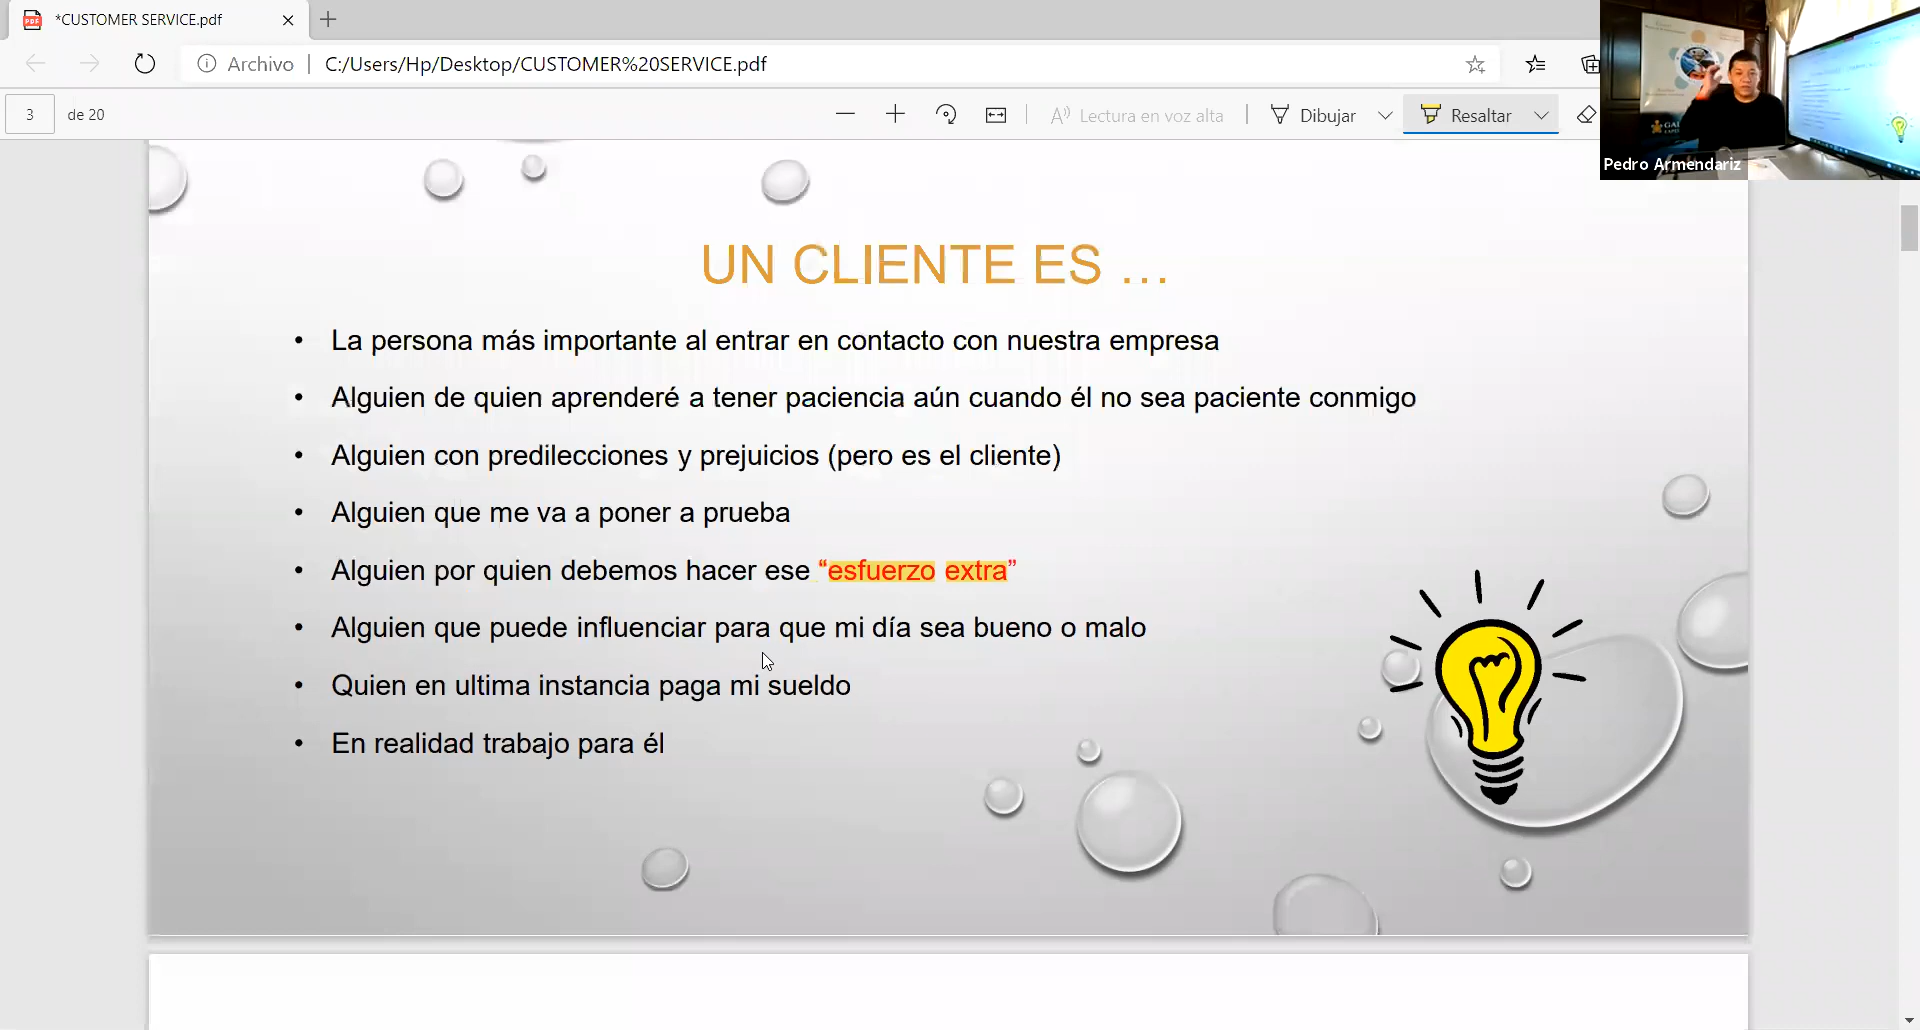 *CUSTOMER SERVICE.pdf
Archivo | C:/Users/Hp/Desktop/CUSTOMER%20SERVICE.pdf
3 de 20
Lectura en voz alta
Dibujar
Resaltar
Pedro Armendariz
UN CLIENTE ES ...
• La persona más importante al entrar en contacto con nuestra empresa
• Alguien de quien aprenderé a tener paciencia aún cuando él no sea paciente conmigo
• Alguien con predilecciones y prejuicios (pero es el cliente)
• Alguien que me va a poner a prueba
• Alguien por quien debemos hacer ese “esfuerzo extra”
• Alguien que puede influenciar para que mi día sea bueno o malo
• Quien en ultima instancia paga mi sueldo
• En realidad trabajo para él